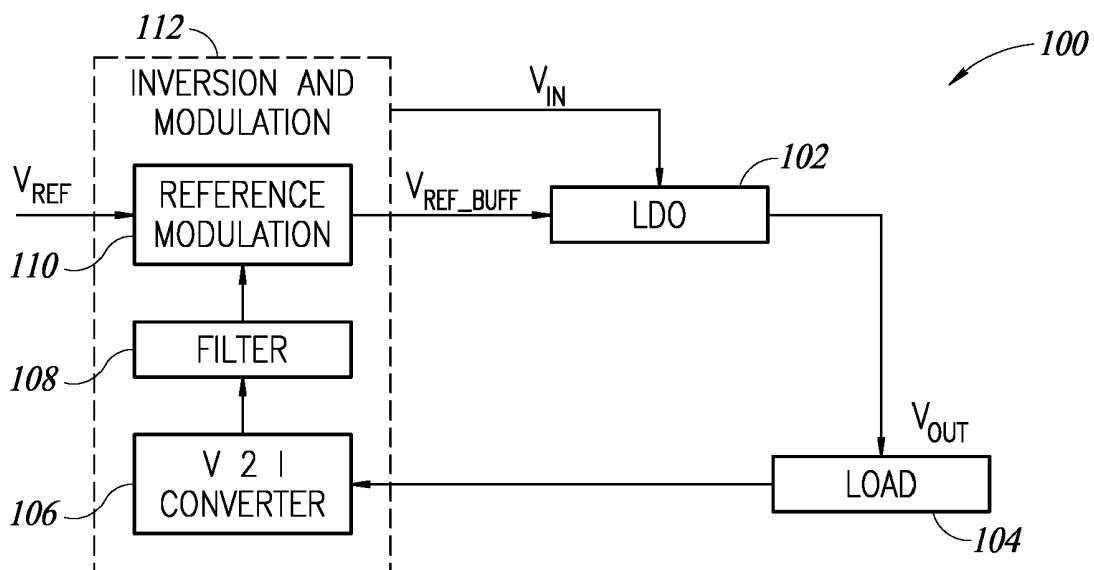 112
100
INVERSION AND
MODULATION
V_IN
102
V_REF
REFERENCE
MODULATION
V_REF_BUFF
LDO
110
FILTER
108
V_OUT
V 2 I
CONVERTER
LOAD
106
104